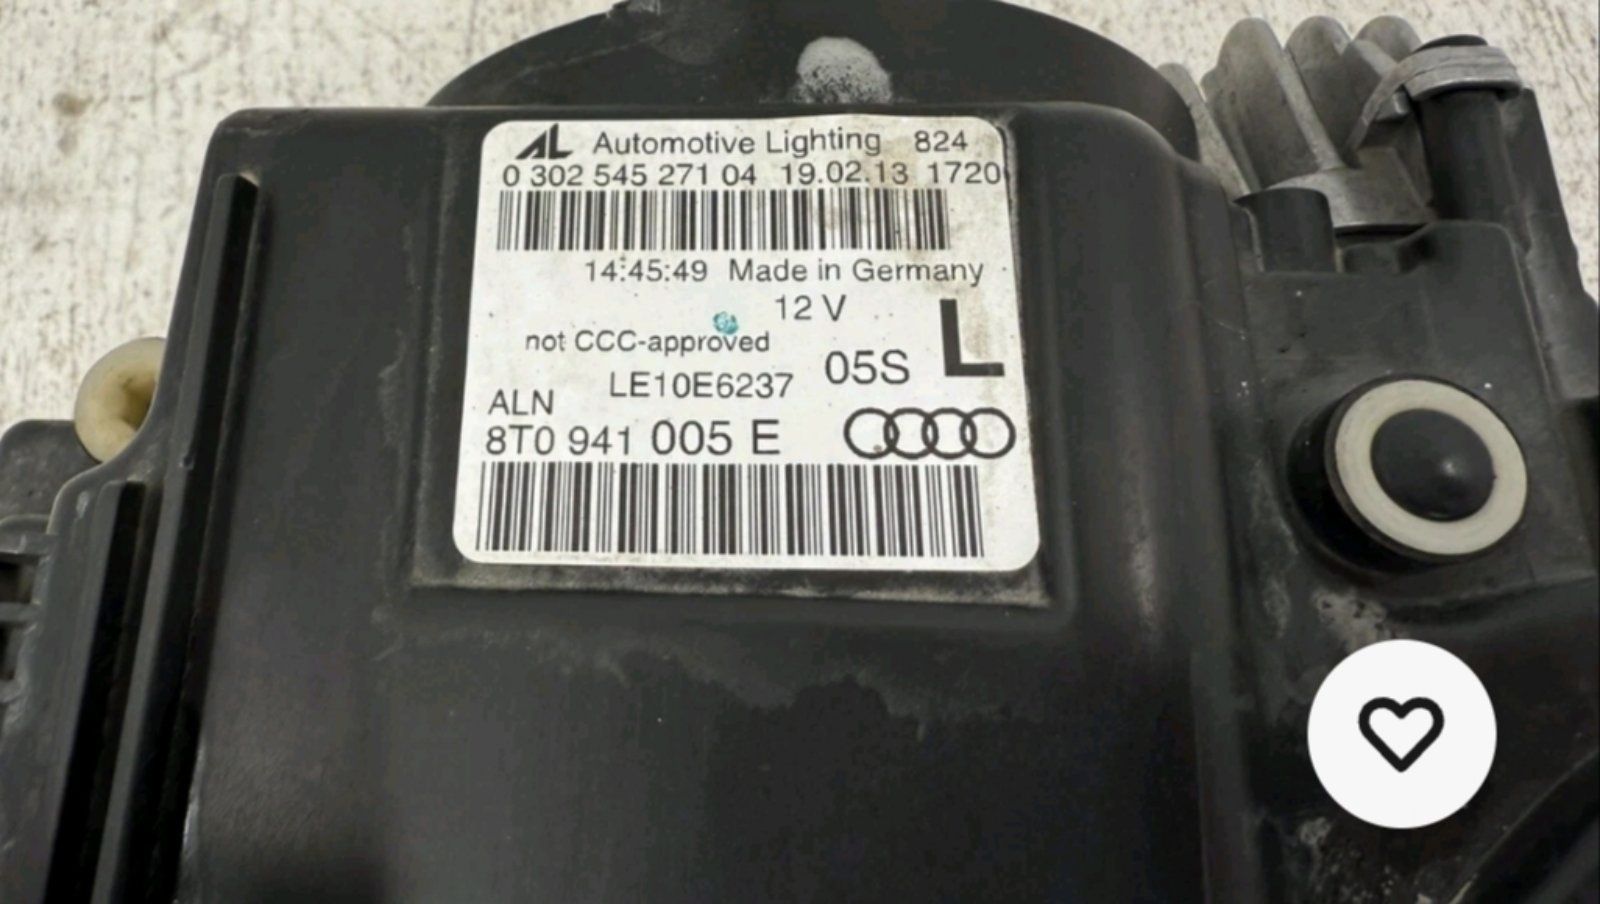 AL Automotive Lighting 824
0 302 545 271 04 19.02.13 1720
14:45:49 Made in Germany
12 V
not CCC-approved
L
05S
LE10E6237
ALN
8T0 941 005 E